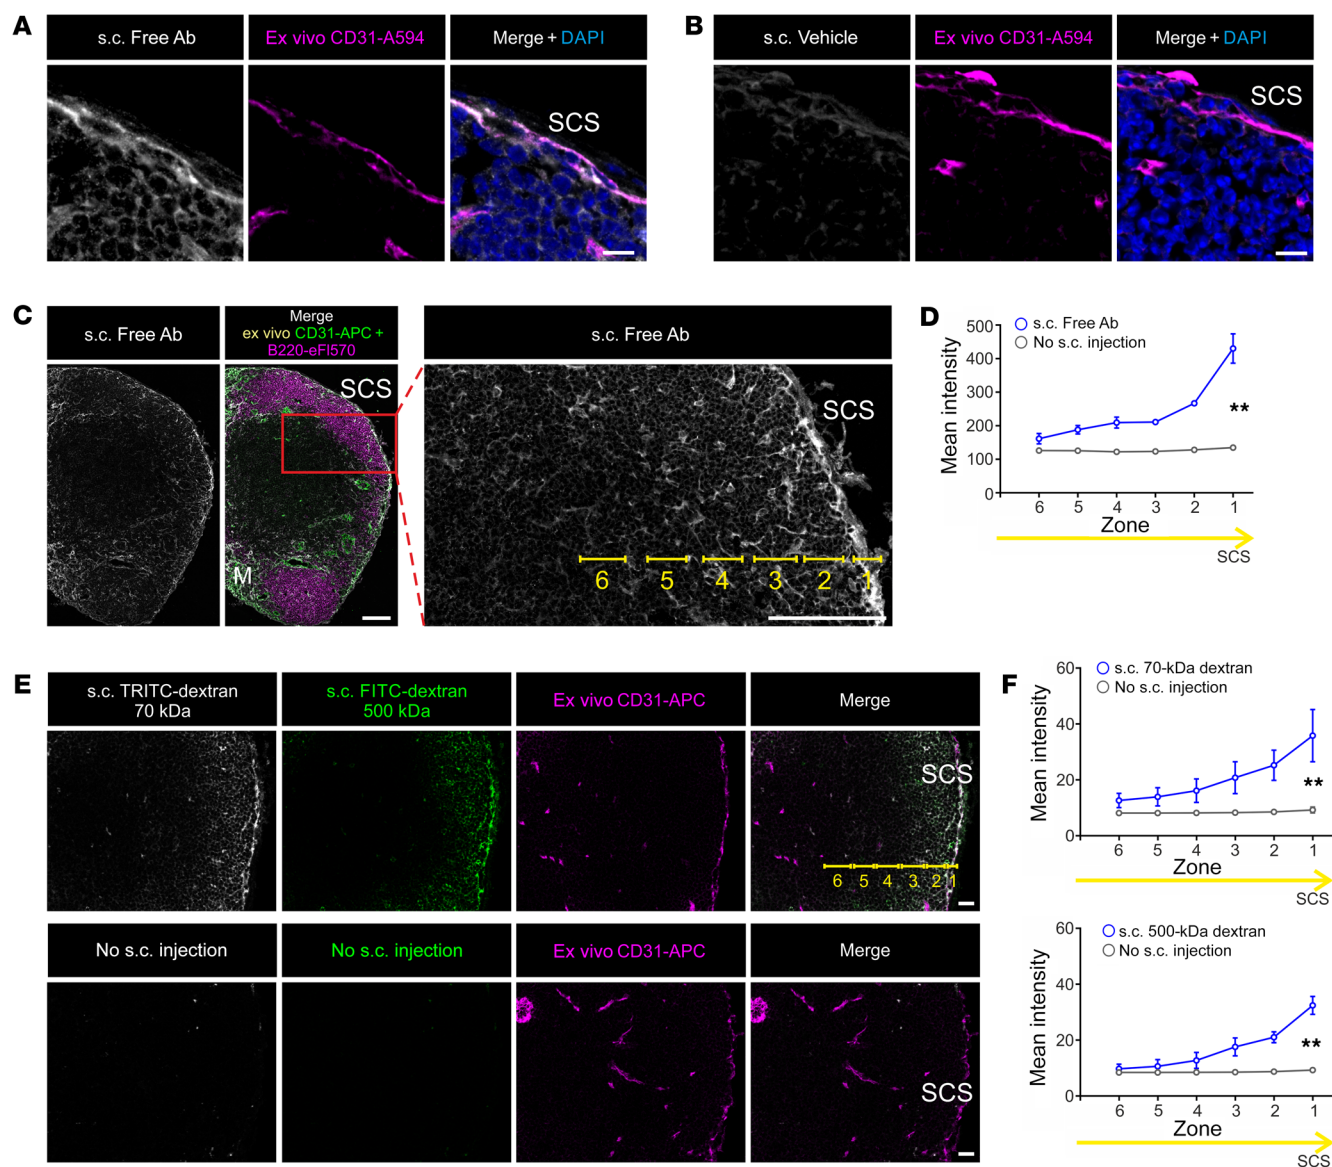 A
s.c. Free Ab
Ex vivo CD31-A594
Merge + DAPI
SCS
B
s.c. Vehicle
Ex vivo CD31-A594
Merge + DAPI
SCS
C
s.c. Free Ab
Merge
ex vivo CD31-APC +
B220-eFl570
SCS
M
s.c. Free Ab
SCS
6 5 4 3 2 1
D
s.c. Free Ab
No s.c. injection
Mean intensity
500
400
300
200
100
0
**
6 5 4 3 2 1
Zone
SCS
E
s.c. TRITC-dextran
70 kDa
s.c. FITC-dextran
500 kDa
Ex vivo CD31-APC
Merge
SCS
6 5 4 3 2 1
No s.c. injection
No s.c. injection
Ex vivo CD31-APC
Merge
SCS
F
s.c. 70-kDa dextran
No s.c. injection
Mean intensity
60
40
20
0
**
6 5 4 3 2 1
Zone
SCS
s.c. 500-kDa dextran
No s.c. injection
Mean intensity
60
40
20
0
**
6 5 4 3 2 1
Zone
SCS